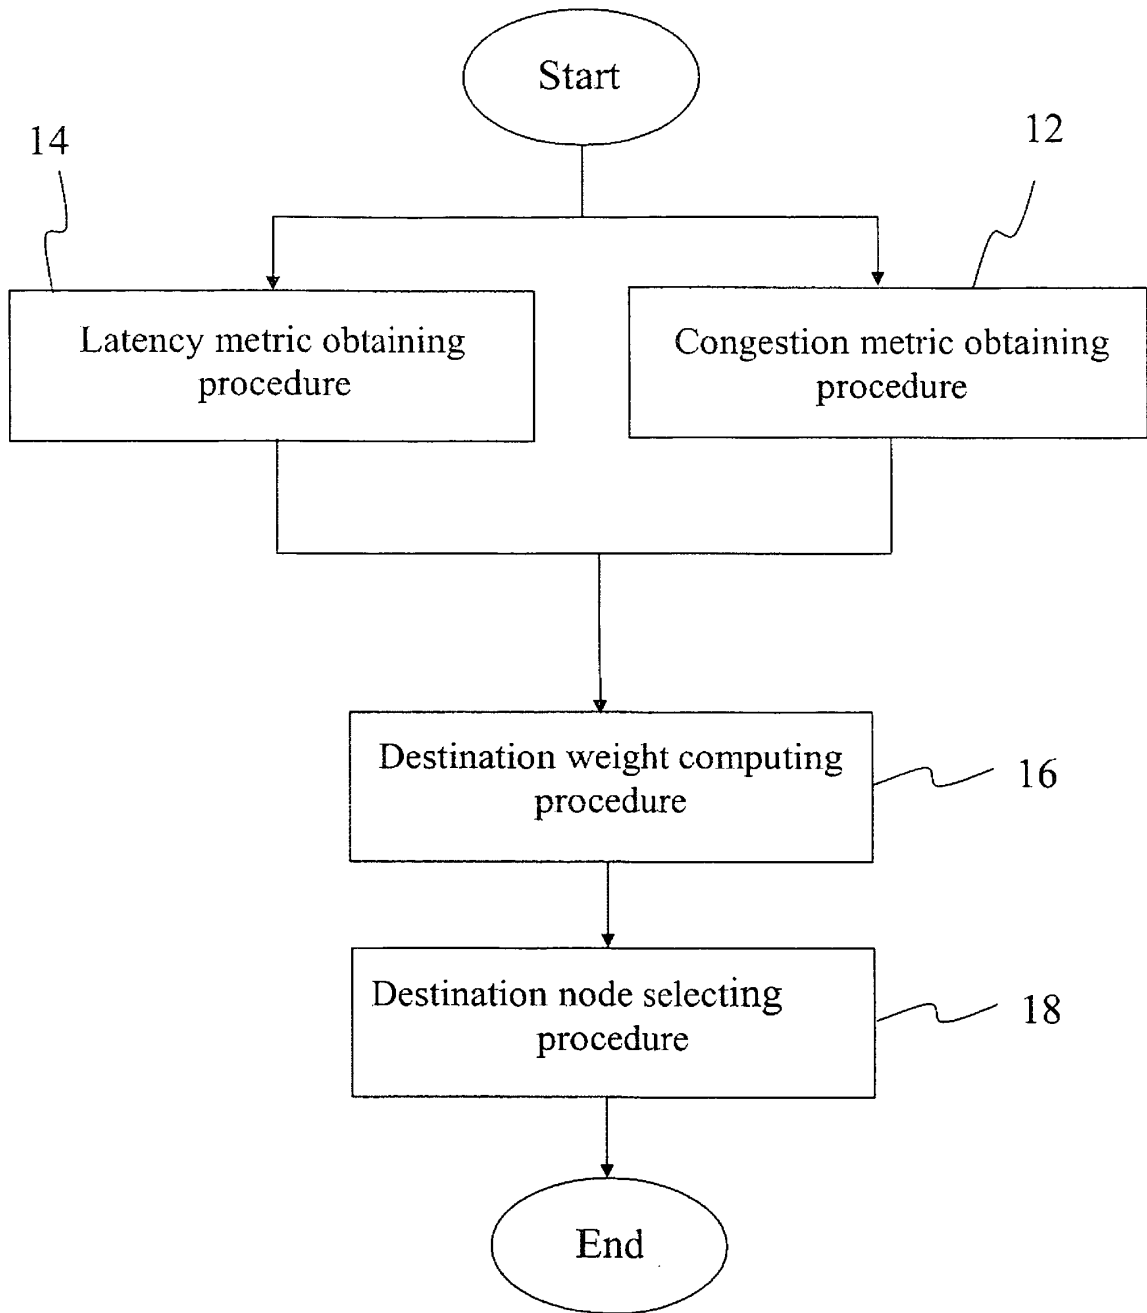 Start
14
12
Latency metric obtaining
procedure
Congestion metric obtaining
procedure
Destination weight computing
procedure
16
Destination node selecting
procedure
18
End